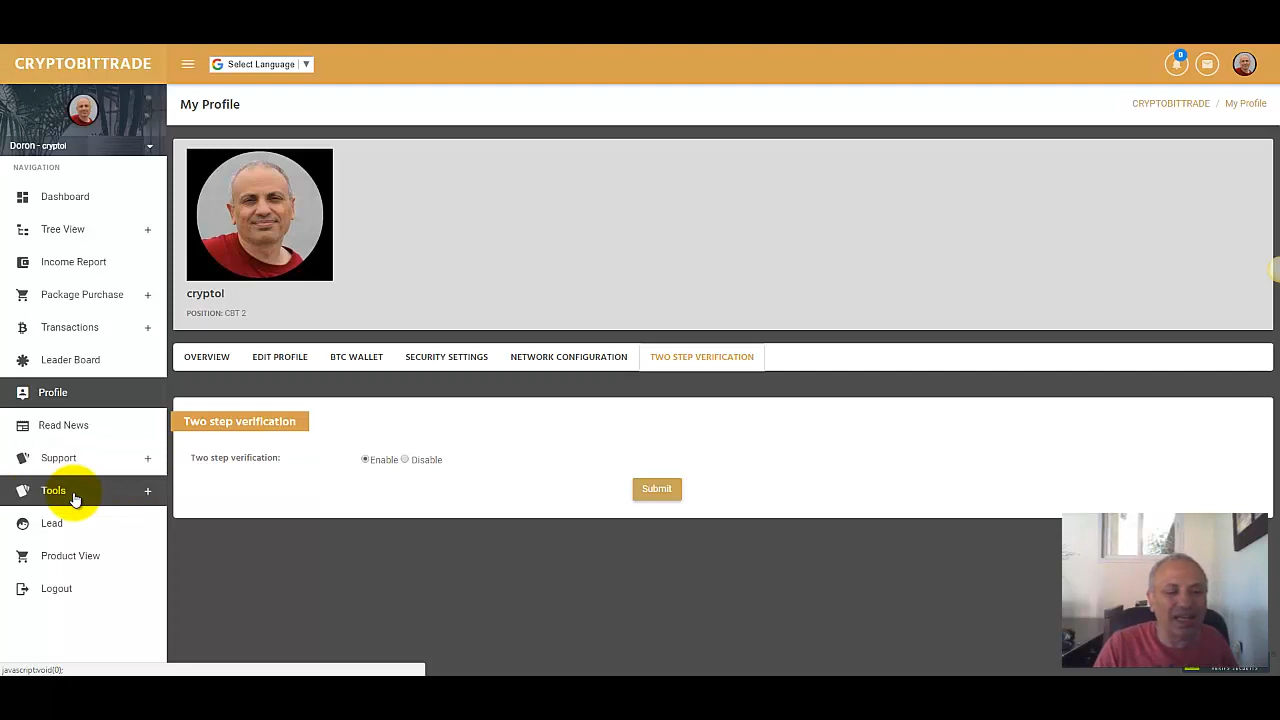 CRYPTOBITTRADE
Select Language
0
My Profile
CRYPTOBITTRADE / My Profile
Doron - cryptol
NAVIGATION
Dashboard
Tree View
Income Report
Package Purchase
Transactions
Leader Board
Profile
Read News
Support
Tools
Lead
Product View
Logout
cryptol
POSITION: CBT 2
OVERVIEW
EDIT PROFILE
BTC WALLET
SECURITY SETTINGS
NETWORK CONFIGURATION
TWO STEP VERIFICATION
Two step verification
Two step verification:
Enable
Disable
Submit
javascript:void(0);